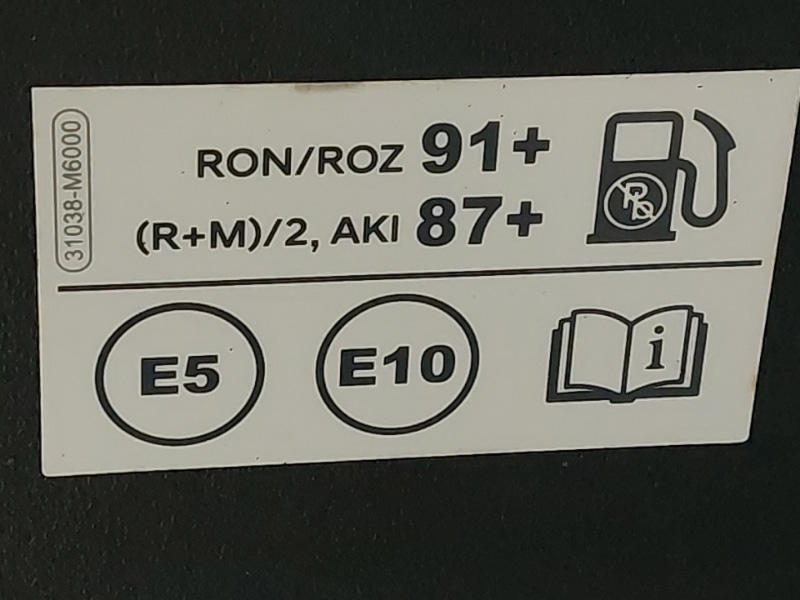 31038-M6000
RON/ROZ 91+
(R+M)/2, AKI 87+
Pb
E5
E10
i